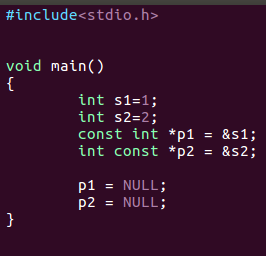 #include<stdio.h>
void main()
{
        int s1=1;
        int s2=2;
        const int *p1 = &s1;
        int const *p2 = &s2;
        p1 = NULL;
        p2 = NULL;
}